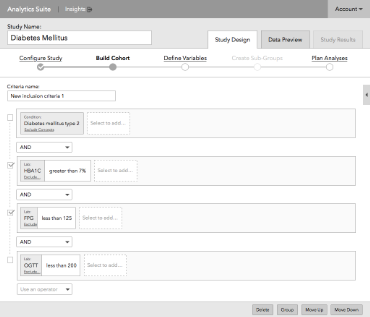 Analytics Suite
Insights
Account
Study Name:
Diabetes Mellitus
Study Design
Data Preview
Study Results
Configure Study
Build Cohort
Define Variables
Create Sub Groups
Plan Analyses
Criteria name:
New inclusion criteria 1
Condition
Diabetes mellitus type 2
Select to add...
AND
Lab
HBA1C
greater than 7%
Select to add...
AND
Lab
FPG
less than 125
Select to add...
Include
AND
Lab
OGTT
less than 200
Select to add...
Use an operator
Delete
Group
Move Up
Move Down